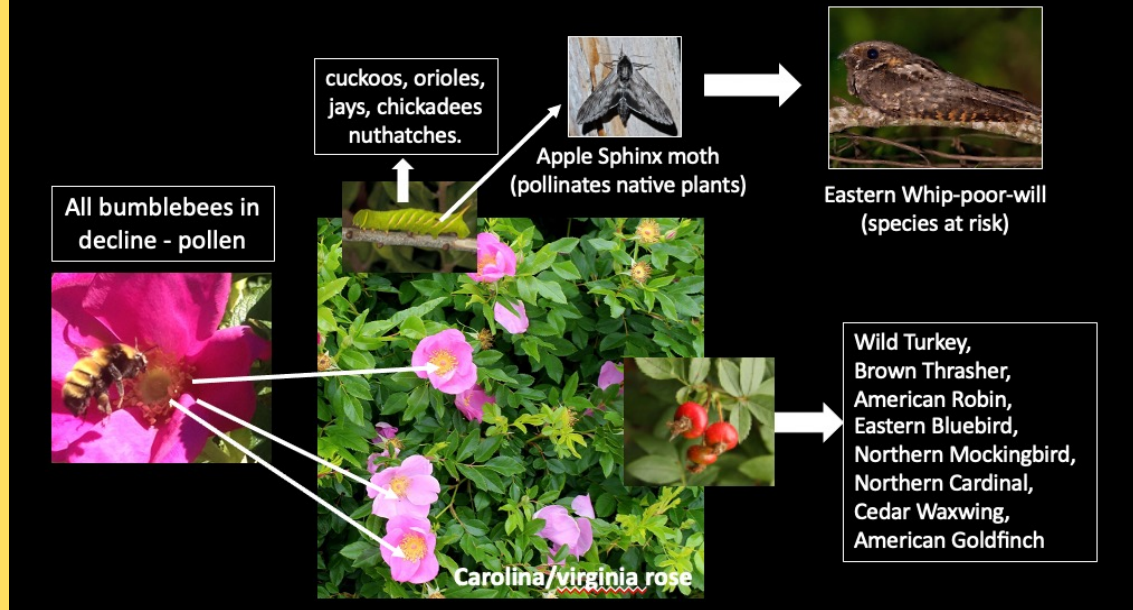 cuckoos, orioles,
jays, chickadees
nuthatches.
Apple Sphinx moth
(pollinates native plants)
Eastern Whip-poor-will
(species at risk)
All bumblebees in
decline - pollen
Wild Turkey,
Brown Thrasher,
American Robin,
Eastern Bluebird,
Northern Mockingbird,
Northern Cardinal,
Cedar Waxwing,
American Goldfinch
Carolina/virginia rose